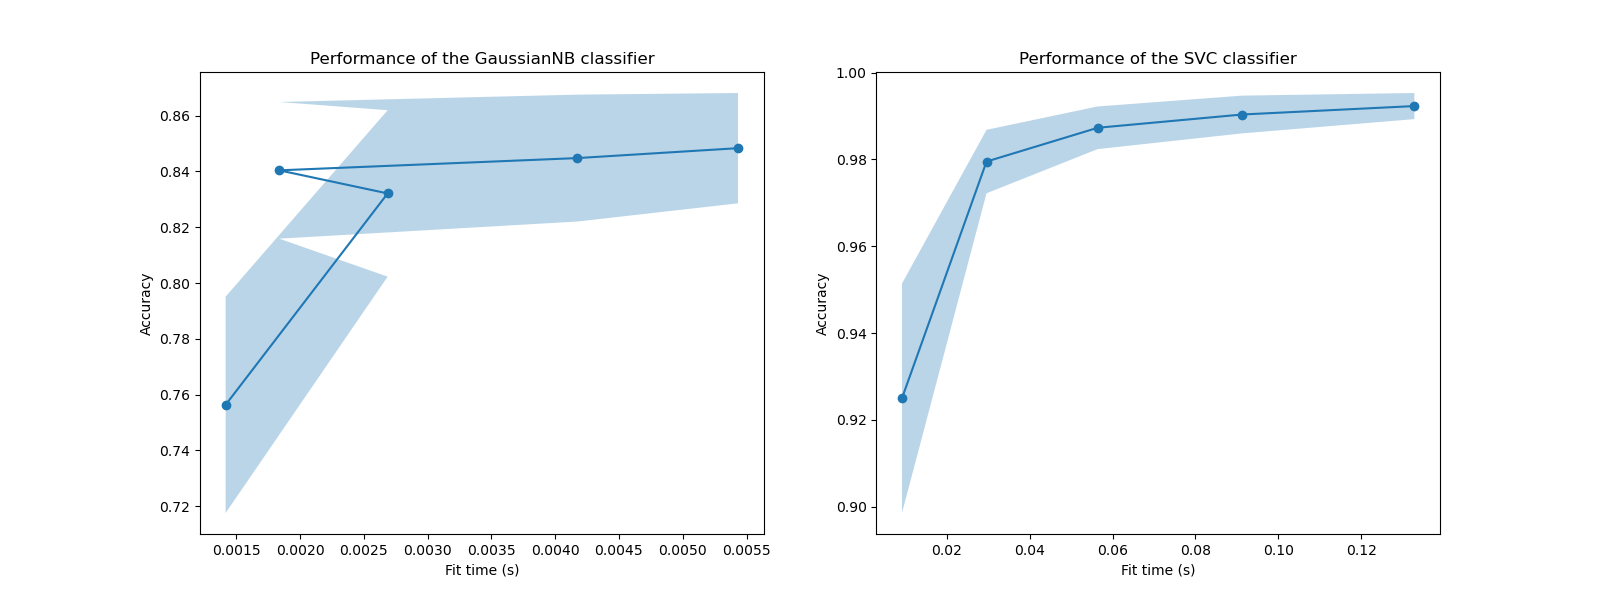 Performance of the GaussianNB classifier
Accuracy
0.86
0.84
0.82
0.80
0.78
0.76
0.74
0.72
0.0015 0.0020 0.0025 0.0030 0.0035 0.0040 0.0045 0.0050 0.0055
Fit time (s)
Performance of the SVC classifier
Accuracy
1.00
0.98
0.96
0.94
0.92
0.90
0.02 0.04 0.06 0.08 0.10 0.12
Fit time (s)